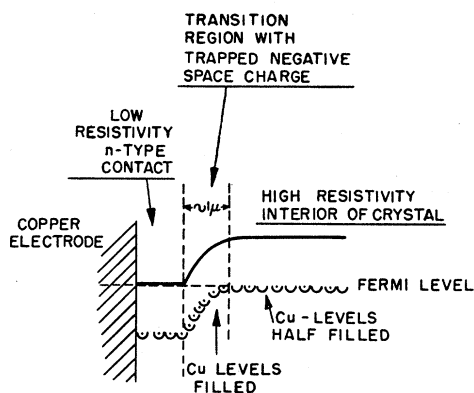 TRANSITION
REGION WITH
TRAPPED NEGATIVE
SPACE CHARGE
LOW
RESISTIVITY
n-TYPE
CONTACT
~1μ
HIGH RESISTIVITY
INTERIOR OF CRYSTAL
COPPER
ELECTRODE
FERMI LEVEL
Cu-LEVELS
HALF FILLED
Cu LEVELS
FILLED